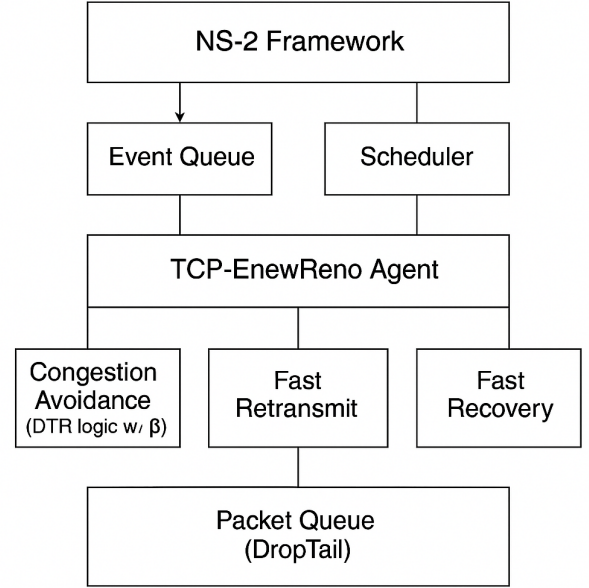 NS-2 Framework
Event Queue
Scheduler
TCP-EnewReno Agent
Congestion
Avoidance
(DTR logic w/ β)
Fast
Retransmit
Fast
Recovery
Packet Queue
(DropTail)